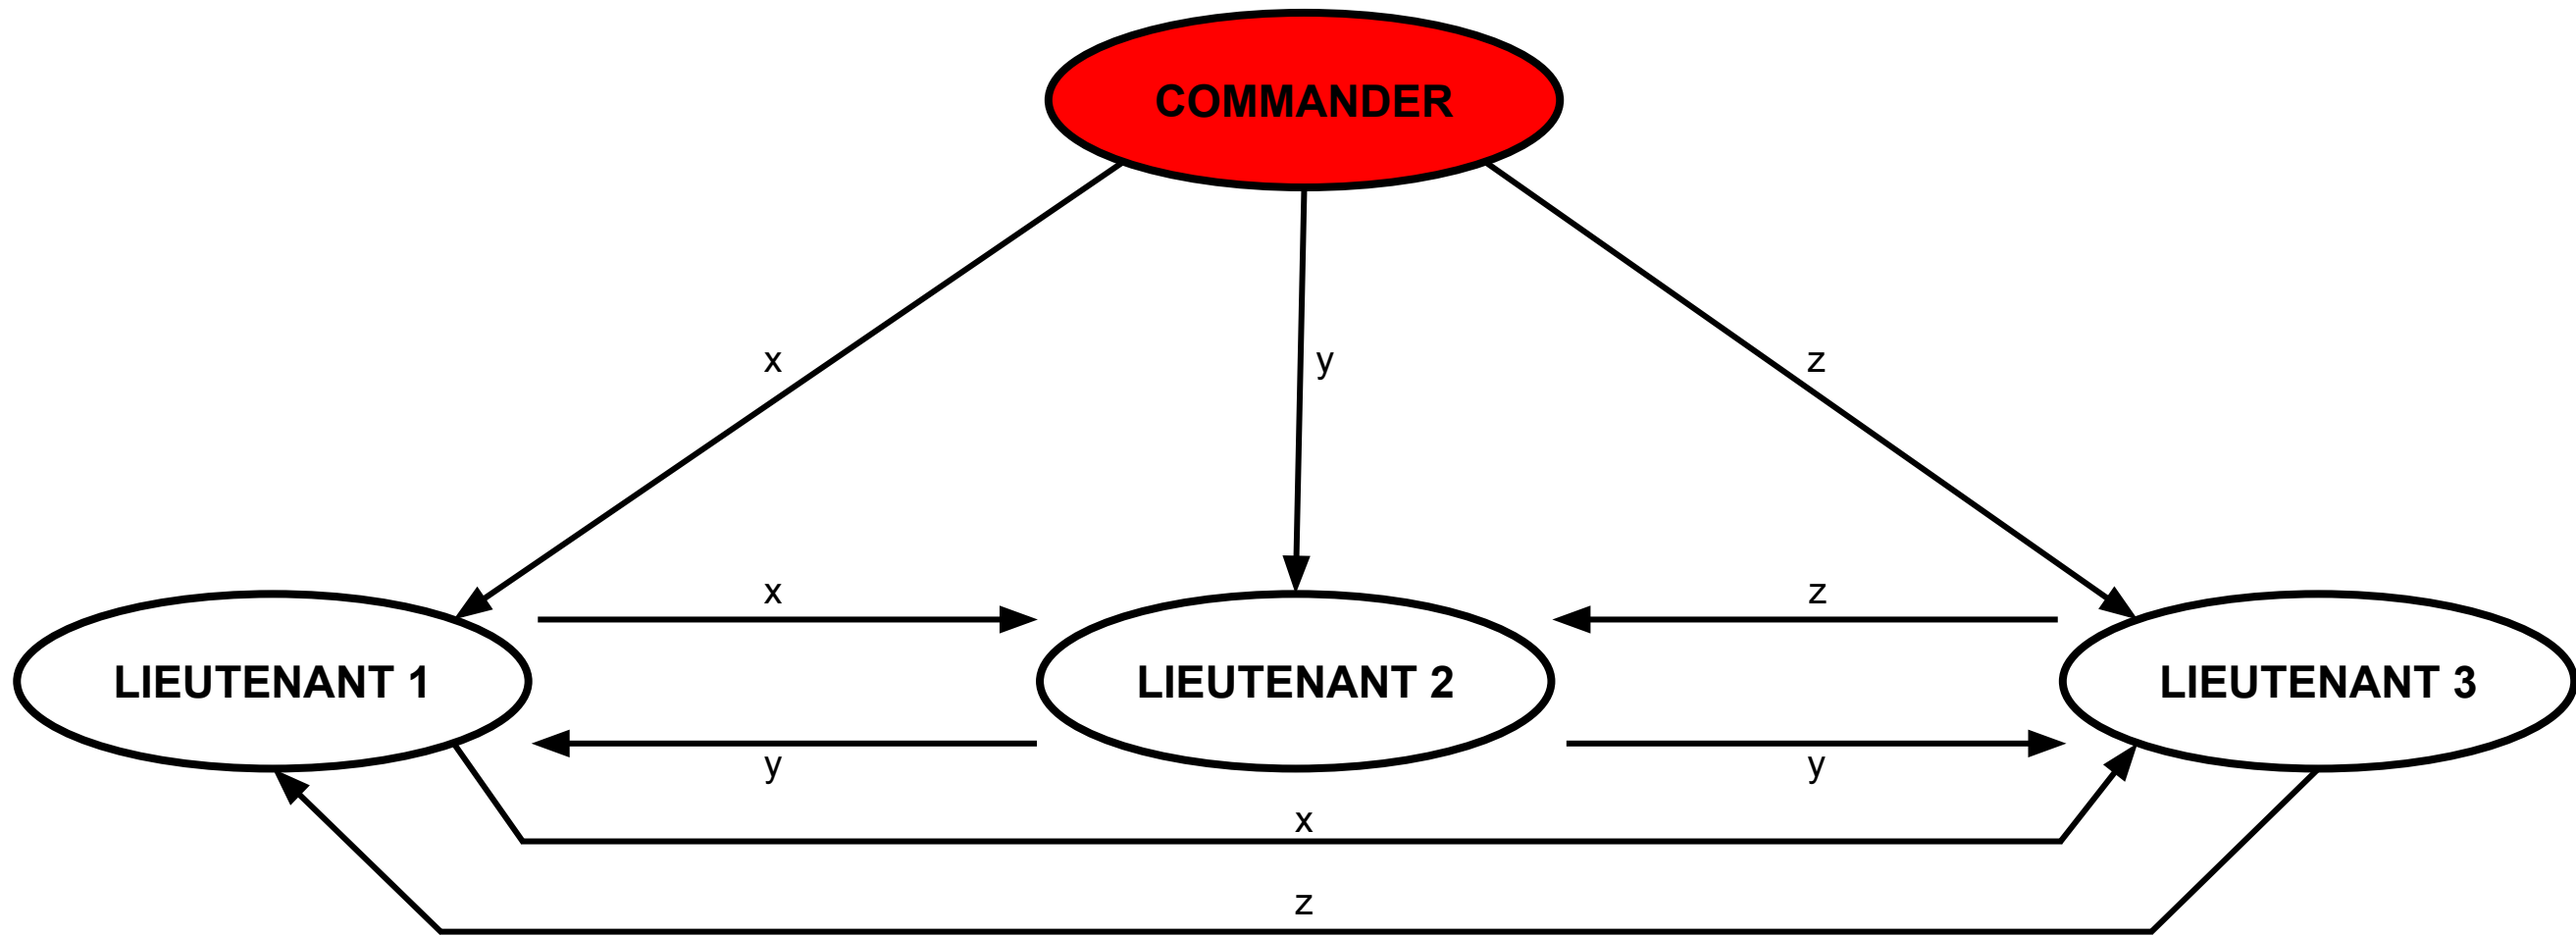 COMMANDER
x
y
z
x
z
LIEUTENANT 1
LIEUTENANT 2
LIEUTENANT 3
y
y
x
z